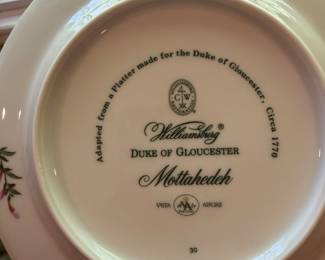 Adapted from a Platter made for the Duke of Gloucester, Circa 1770
CW
Williamsburg®
DUKE OF GLOUCESTER
Mottahedeh
VISTA ALEGRE
30